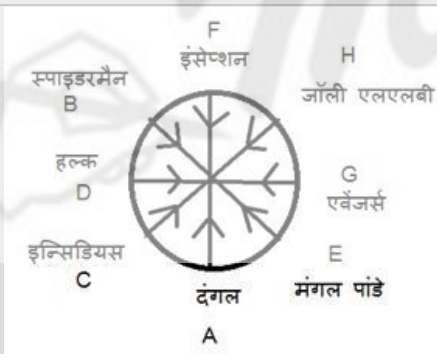 F
इंसेप्शन
H
स्पाइडरमैन
जॉली एलएलबी
B
हल्क
G
D
एवेंजर्स
इन्सिडियस
E
C
दंगल
मंगल पांडे
A